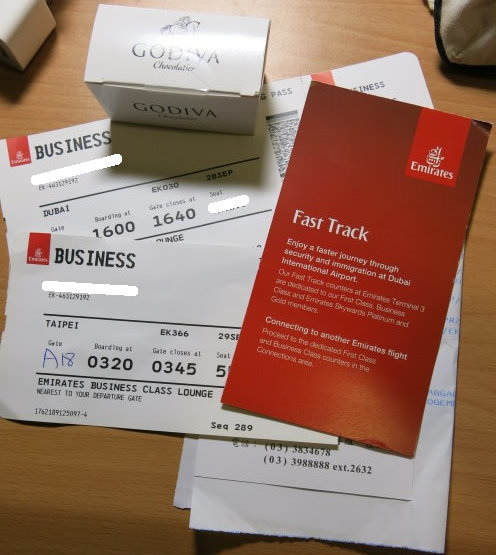 GODIVA
Chocolatier
GODIVA
Chocolatier
G PASS
BUSINESS
Emirates
BUSINESS
EK-463129192
EK030 28SEP
DUBAI
Gate Boarding at Gate closes at Seat
1600 1640
OUNGE
Emirates
BUSINESS
EK-463129192
TAIPEI EK366 29SE
Gate Boarding at Gate closes at Seat
A18 0320 0345 5
EMIRATES BUSINESS CLASS LOUNGE
NEAREST TO YOUR DEPARTURE GATE
1762189125097-4
Seq 289
Emirates
Fast Track
Enjoy a faster journey through
security and immigration at Dubai
International Airport.
Our Fast Track counters at Emirates Terminal 3
are dedicated to our First Class, Business
Class and Emirates Skywards Platinum and
Gold members.
Connecting to another Emirates flight
Proceed to the dedicated First Class
and Business Class counters in the
Connections area.
(03) 3834678
(03) 3988888 ext.2632